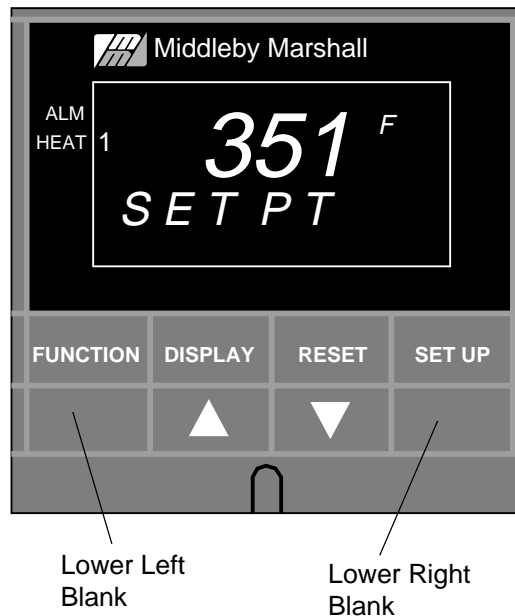 Middleby Marshall
ALM
HEAT 1
351 F
SET PT
FUNCTION DISPLAY RESET SET UP
Lower Left
Blank
Lower Right
Blank